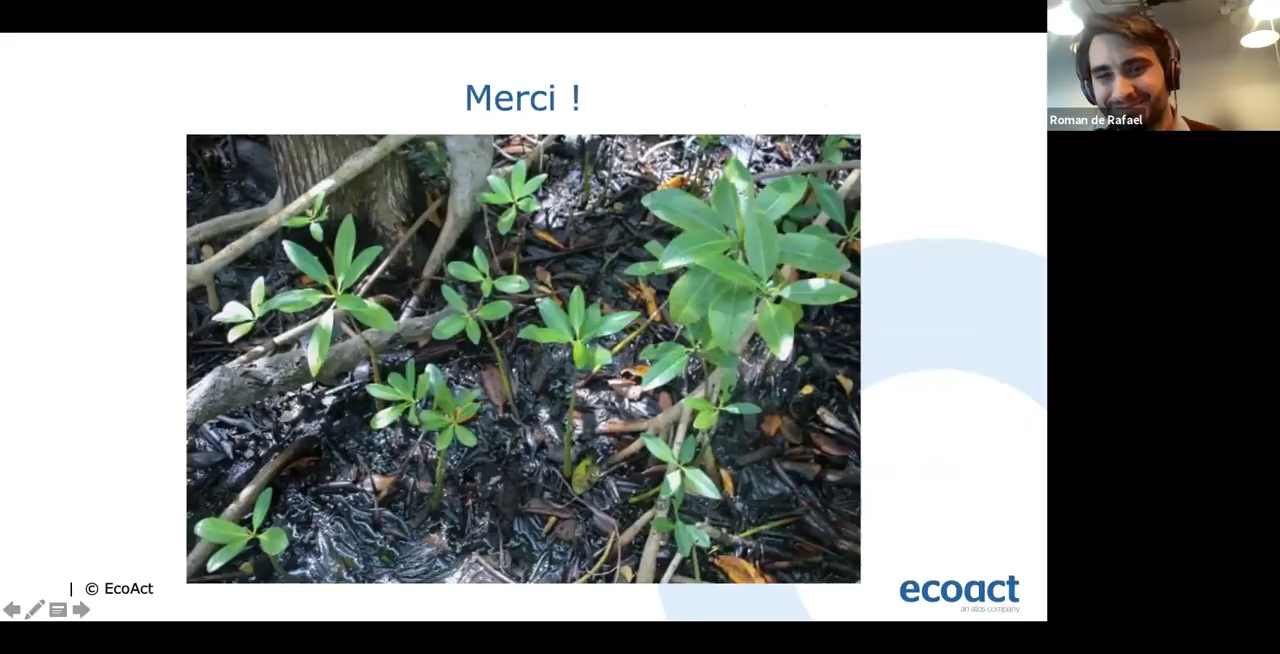 Merci !
Roman de Rafael
| © EcoAct
ecoact
an atos company